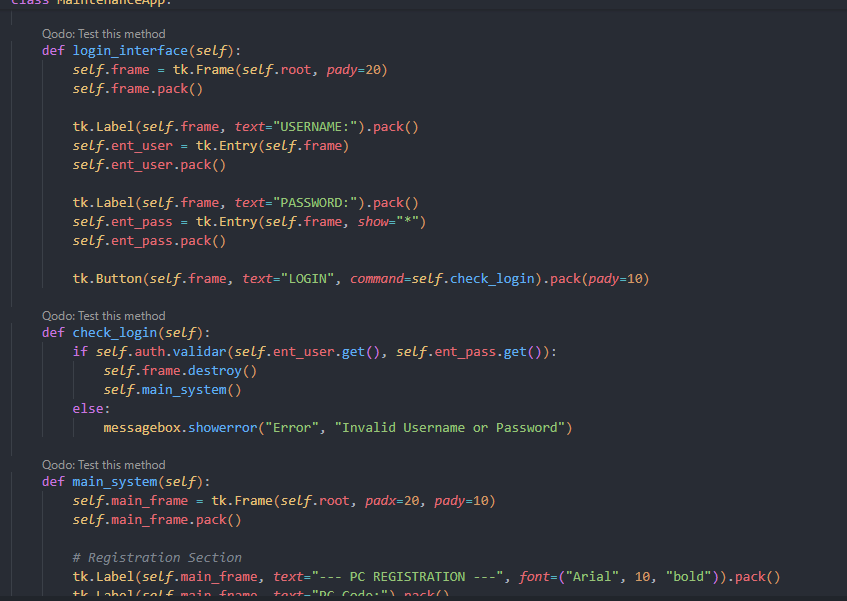 class MaintenanceApp:
Qodo: Test this method
def login_interface(self):
self.frame = tk.Frame(self.root, pady=20)
self.frame.pack()
tk.Label(self.frame, text="USERNAME:").pack()
self.ent_user = tk.Entry(self.frame)
self.ent_user.pack()
tk.Label(self.frame, text="PASSWORD:").pack()
self.ent_pass = tk.Entry(self.frame, show="*")
self.ent_pass.pack()
tk.Button(self.frame, text="LOGIN", command=self.check_login).pack(pady=10)
Qodo: Test this method
def check_login(self):
if self.auth.validar(self.ent_user.get(), self.ent_pass.get()):
self.frame.destroy()
self.main_system()
else:
messagebox.showerror("Error", "Invalid Username or Password")
Qodo: Test this method
def main_system(self):
self.main_frame = tk.Frame(self.root, padx=20, pady=10)
self.main_frame.pack()
# Registration Section
tk.Label(self.main_frame, text="--- PC REGISTRATION ---", font=("Arial", 10, "bold")).pack()
tk.Label(self.main_frame, text="PC Code:").pack()